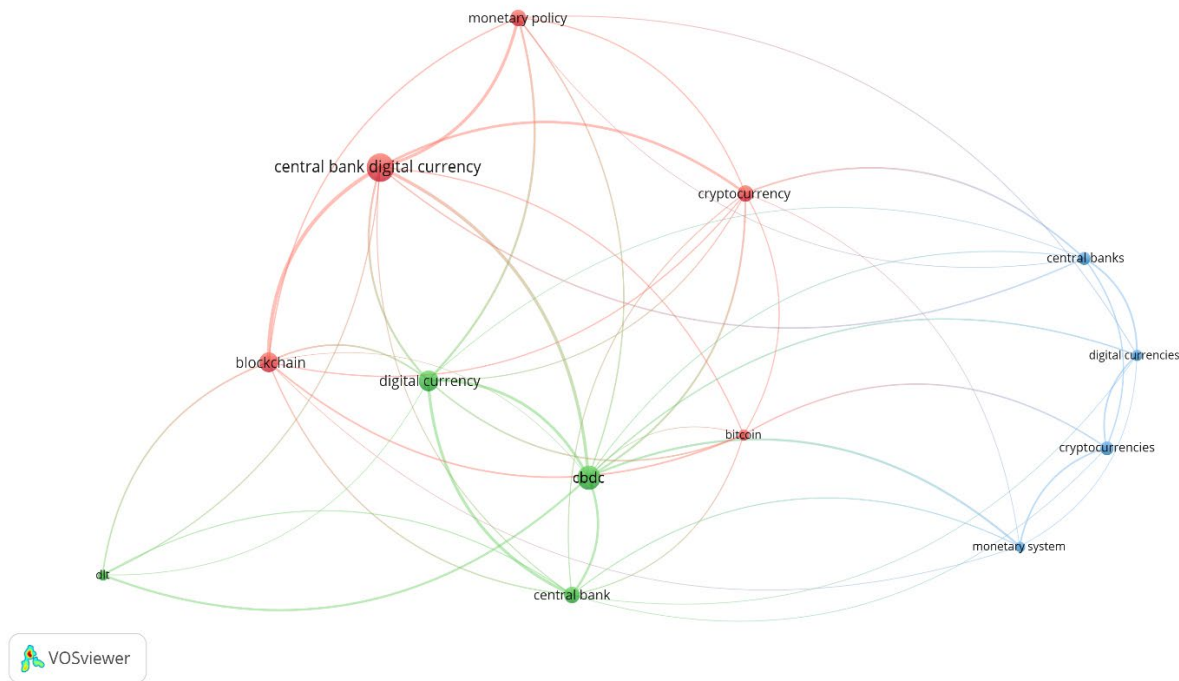 monetary policy
central bank digital currency
cryptocurrency
central banks
digital currencies
blockchain
digital currency
bitcoin
cryptocurrencies
cbdc
monetary system
dlt
central bank
VOSviewer